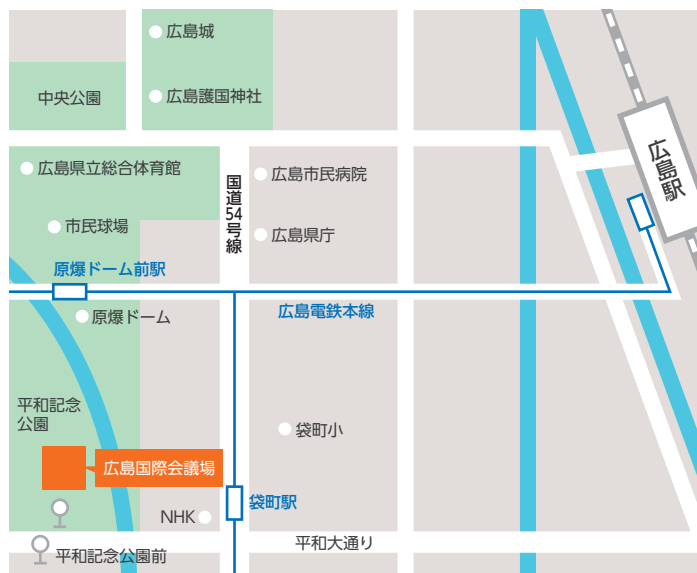 広島城
中央公園
広島護国神社
広島県立総合体育館
国道54号線
広島市民病院
広島駅
市民球場
広島県庁
原爆ドーム前駅
原爆ドーム
広島電鉄本線
平和記念
公園
袋町小
広島国際会議場
袋町駅
NHK
平和大通り
平和記念公園前